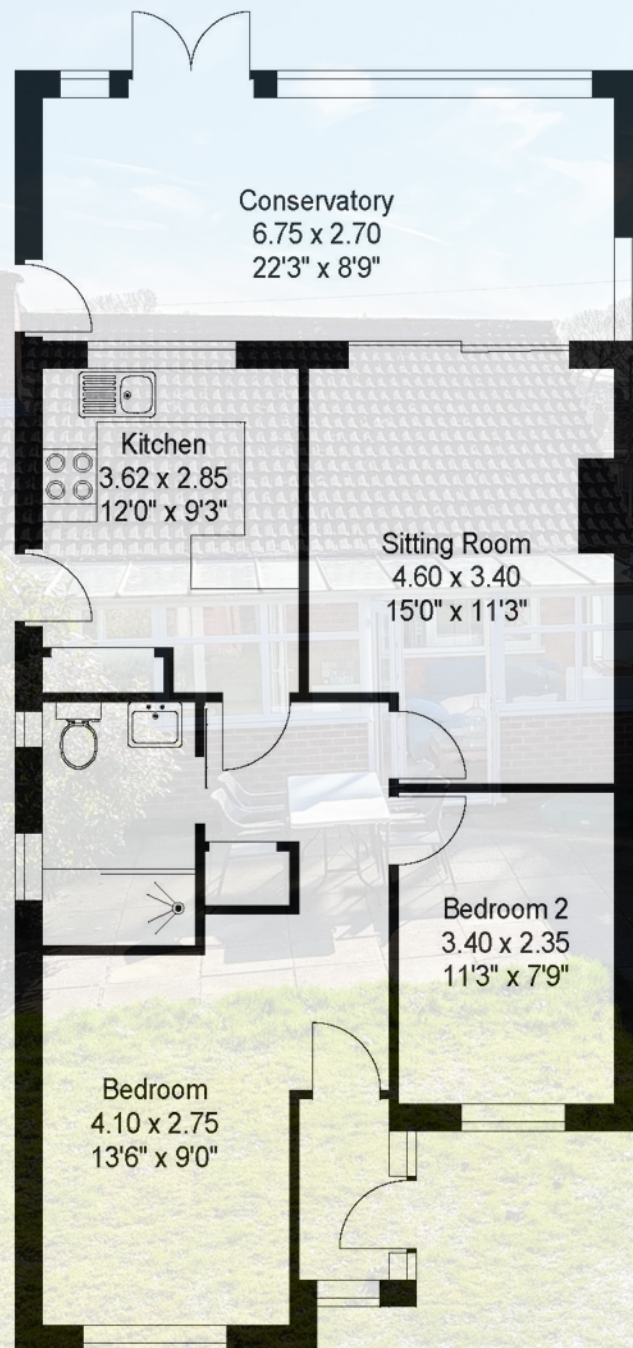 Conservatory
6.75 x 2.70
22'3" x 8'9"
Kitchen
3.62 x 2.85
12'0" x 9'3"
Sitting Room
4.60 x 3.40
15'0" x 11'3"
Bedroom 2
3.40 x 2.35
11'3" x 7'9"
Bedroom
4.10 x 2.75
13'6" x 9'0"